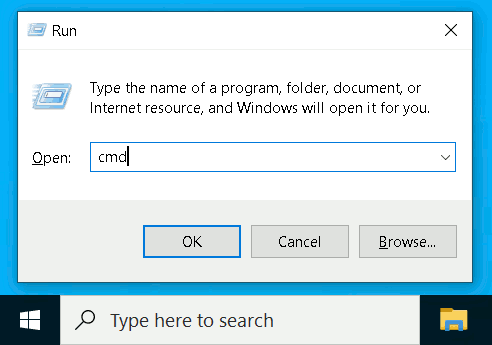 Run
Type the name of a program, folder, document, or
Internet resource, and Windows will open it for you.
Open: cmd
OK Cancel Browse...
Type here to search